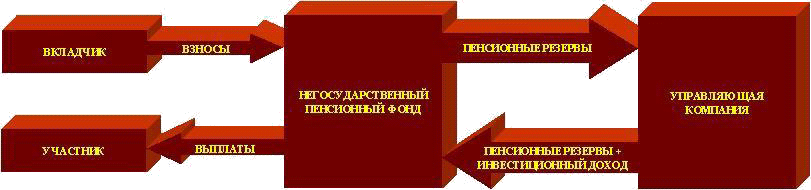 ВКЛАДЧИК
ВЗНОСЫ
НЕГОСУДАРСТВЕННЫЙ
ПЕНСИОННЫЙ ФОНД
ПЕНСИОННЫЕ РЕЗЕРВЫ
УПРАВЛЯЮЩАЯ
КОМПАНИЯ
УЧАСТНИК
ВЫПЛАТЫ
ПЕНСИОННЫЕ РЕЗЕРВЫ +
ИНВЕСТИЦИОННЫЙ ДОХОД